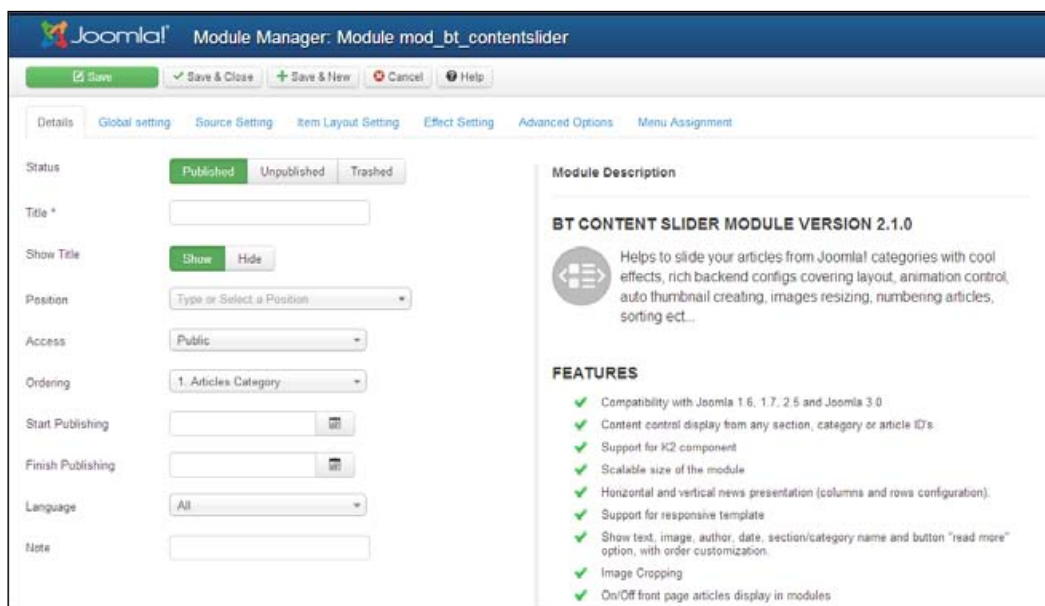 Joomla! Module Manager: Module mod_bt_contentslider
Save Save & Close Save & New Cancel Help
Details Global setting Source Setting Item Layout Setting Effect Setting Advanced Options Menu Assignment
Status Published Unpublished Trashed
Title *
Show Title Show Hide
Position Type or Select a Position
Access Public
Ordering 1. Articles Category
Start Publishing
Finish Publishing
Language All
Note
Module Description
BT CONTENT SLIDER MODULE VERSION 2.1.0
Helps to slide your articles from Joomla! categories with cool
effects, rich backend configs covering layout, animation control,
auto thumbnail creating, images resizing, numbering articles,
sorting ect...
FEATURES
Compatibility with Joomla 1.6, 1.7, 2.5 and Joomla 3.0
Content control display from any section, category or article ID's
Support for K2 component
Scalable size of the module
Horizontal and vertical news presentation (columns and rows configuration).
Support for responsive template
Show text, image, author, date, section/category name and button "read more"
option, with order customization.
Image Cropping
On/Off front page articles display in modules